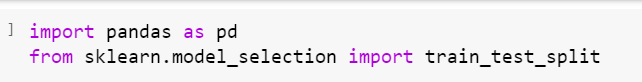 ] import pandas as pd
from sklearn.model_selection import train_test_split